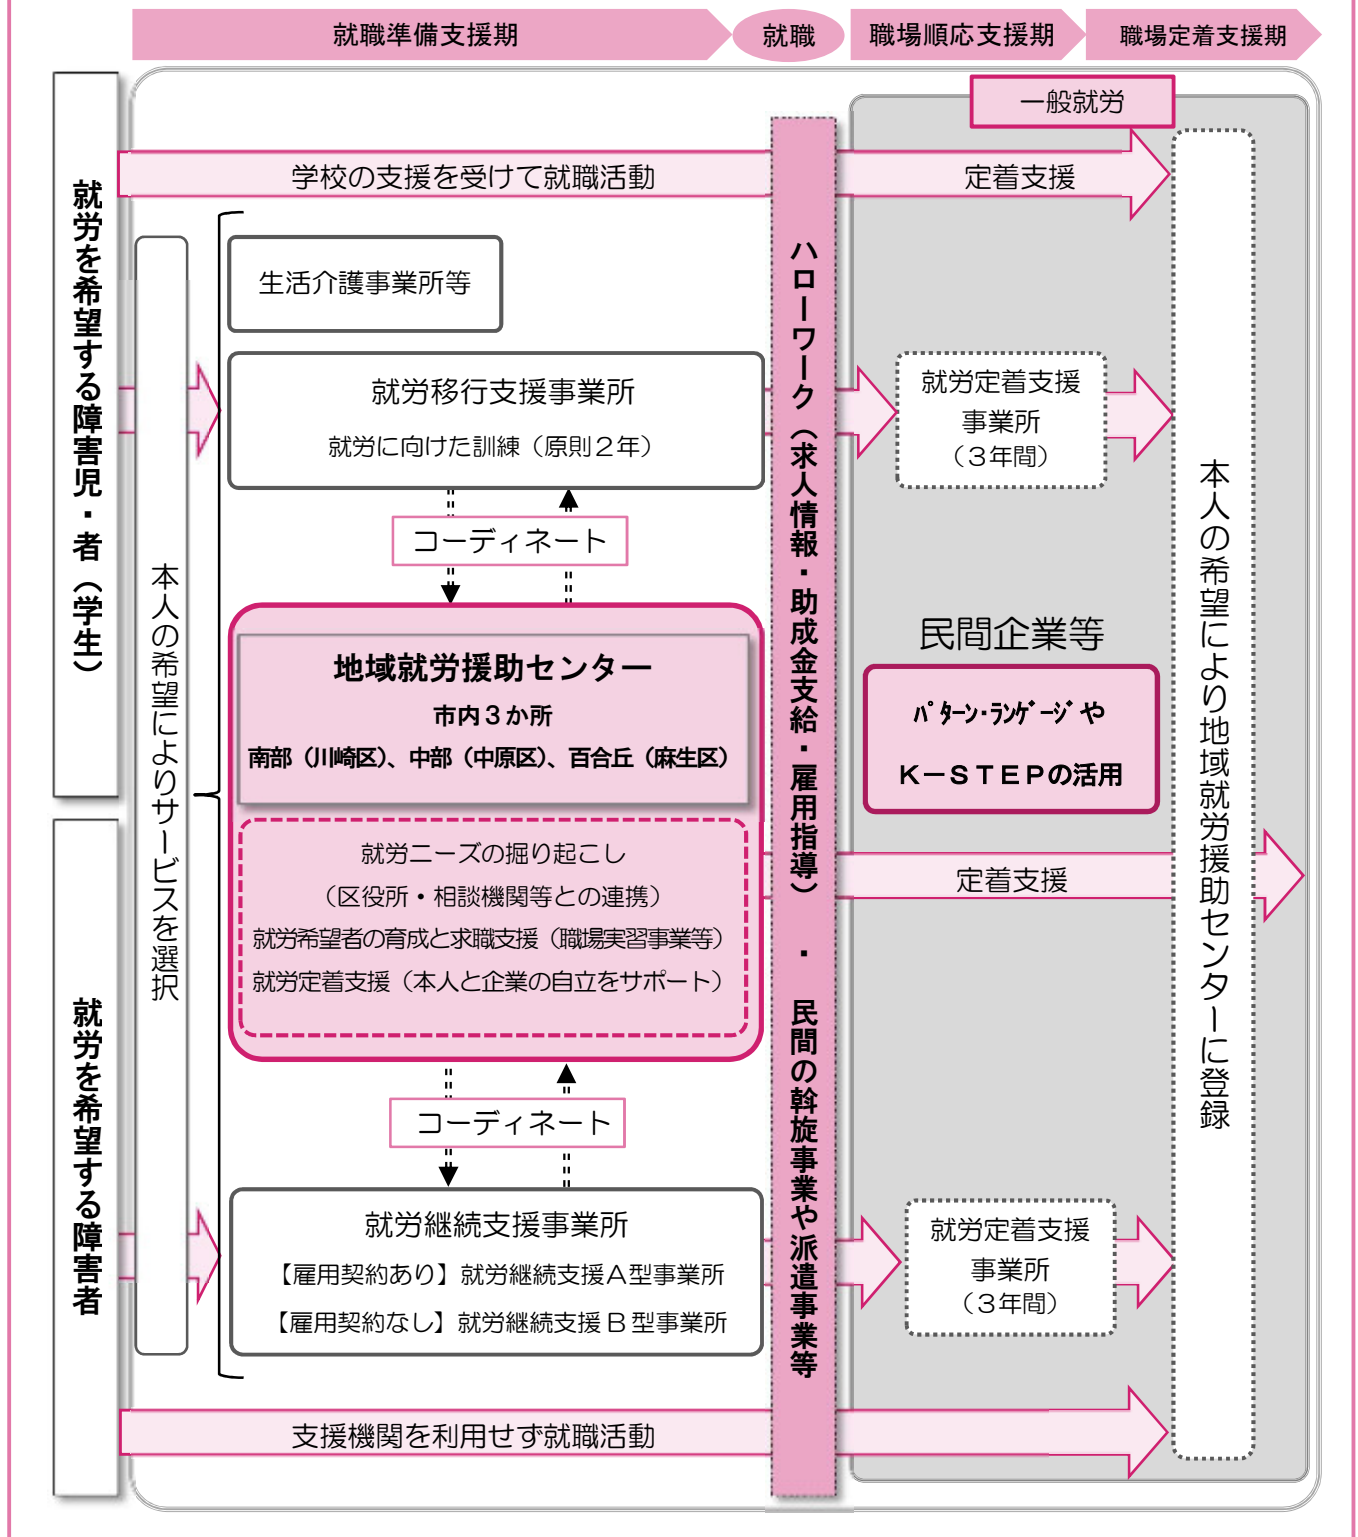 就職準備支援期
就職
職場順応支援期
職場定着支援期
一般就労
就労を希望する障害児・者（学生）
学校の支援を受けて就職活動
定着支援
本人の希望によりサービスを選択
生活介護事業所等
就労移行支援事業所
就労に向けた訓練（原則２年）
コーディネート
地域就労援助センター
市内３か所
南部（川崎区）、中部（中原区）、百合丘（麻生区）
就労ニーズの掘り起こし
（区役所・相談機関等との連携）
就労希望者の育成と求職支援（職場実習事業等）
就労定着支援（本人と企業の自立をサポート）
コーディネート
就労継続支援事業所
【雇用契約あり】就労継続支援Ａ型事業所
【雇用契約なし】就労継続支援Ｂ型事業所
就労を希望する障害者
支援機関を利用せず就職活動
ハローワーク（求人情報・助成金支給・雇用指導）　・　民間の斡旋事業や派遣事業等
就労定着支援
事業所
（３年間）
民間企業等
ﾊﾟﾀｰﾝ・ﾗﾝｹﾞｰｼﾞや
Ｋ－ＳＴＥＰの活用
定着支援
就労定着支援
事業所
（３年間）
本人の希望により地域就労援助センターに登録